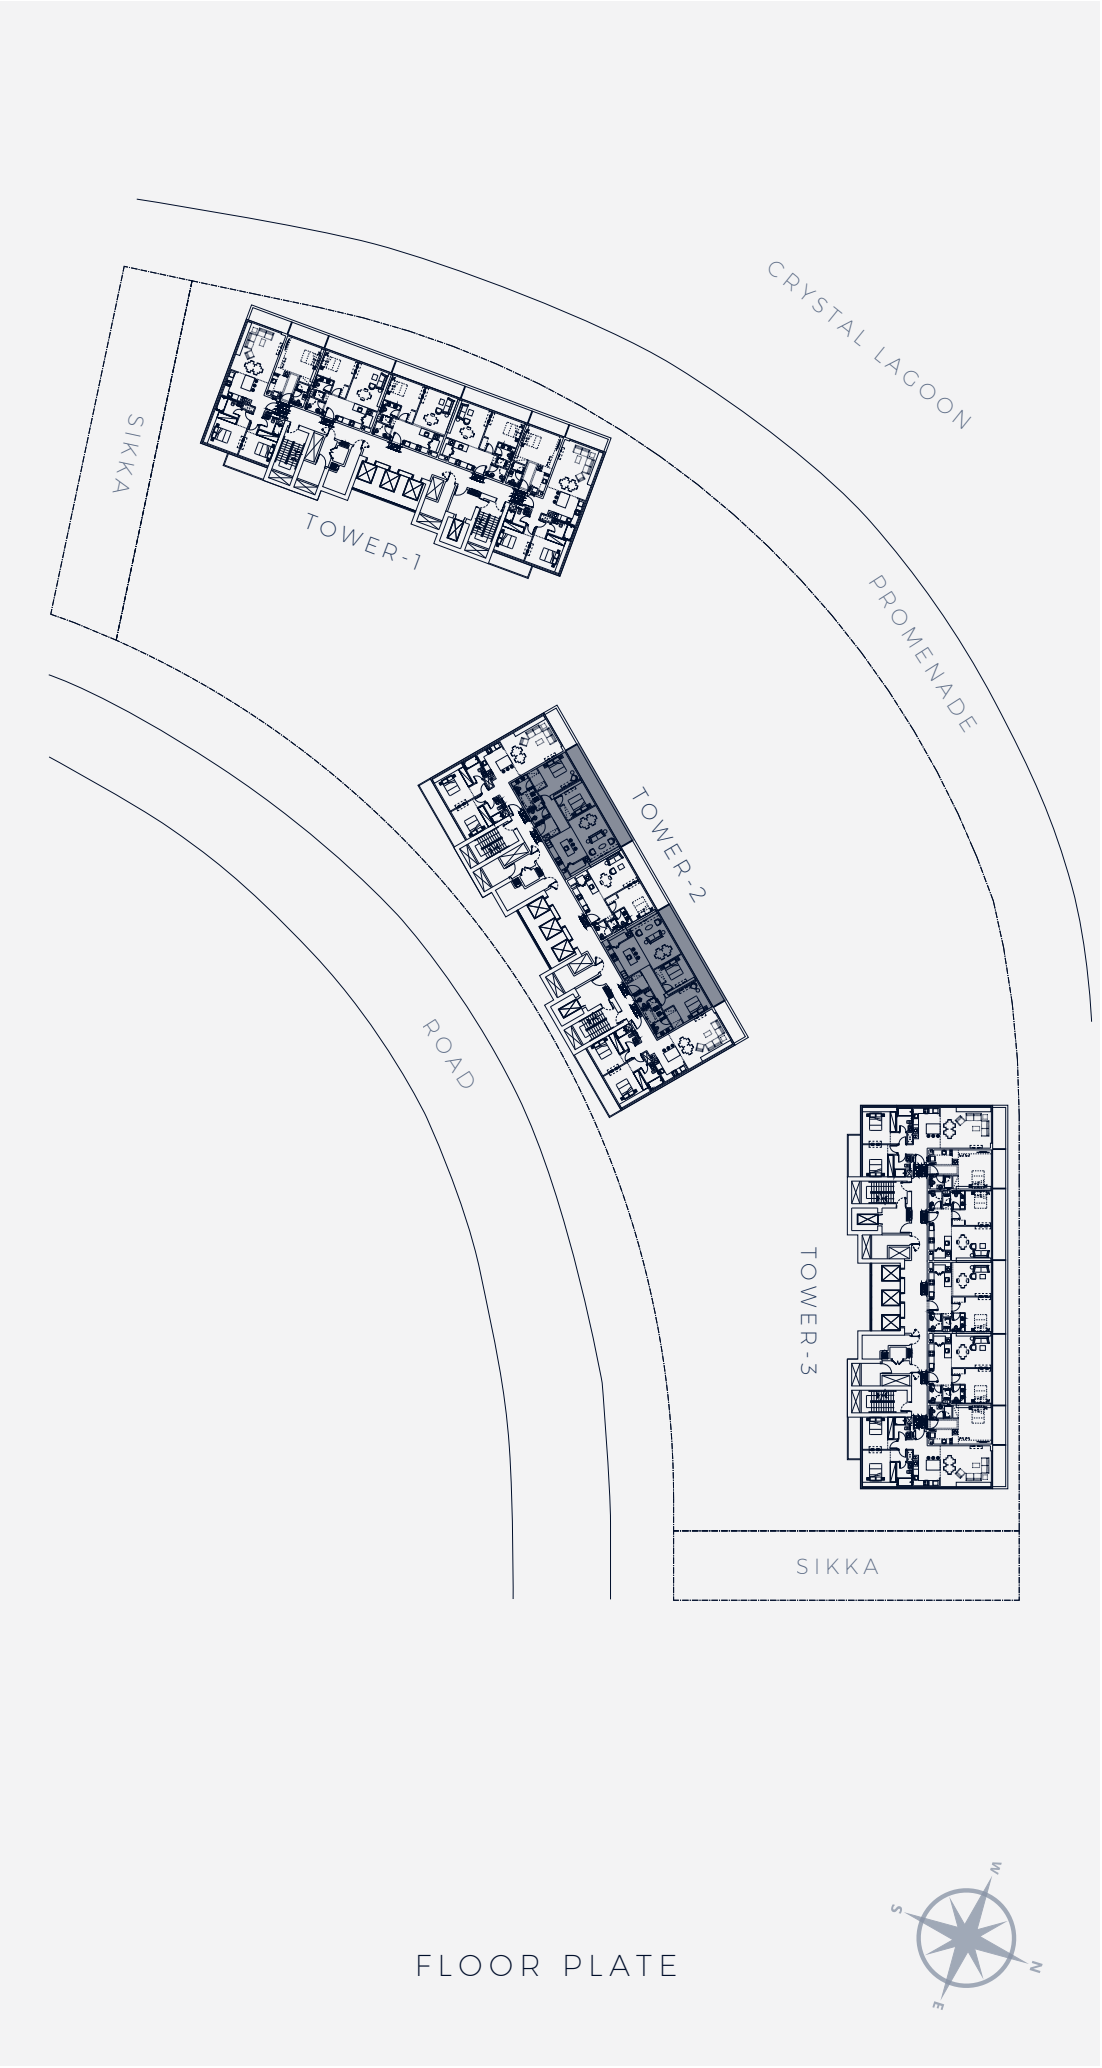 CRYSTAL LAGOON
SIKKA
TOWER-1
PROMENADE
TOWER-2
ROAD
TOWER-3
SIKKA
W
S
N
E
FLOOR PLATE